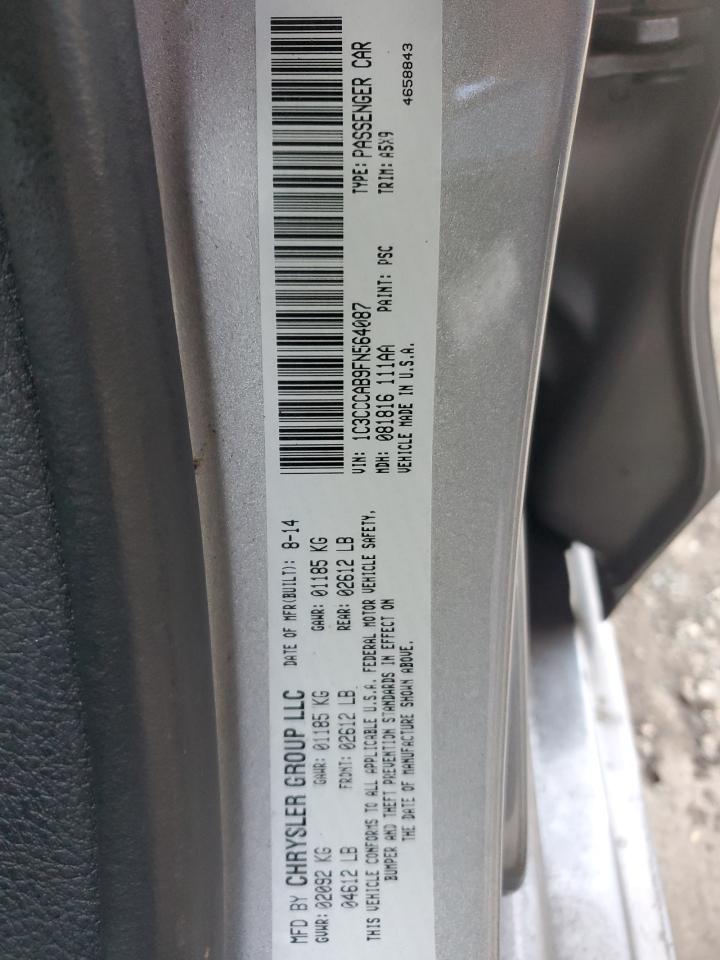 MFD BY CHRYSLER GROUP LLC DATE OF MFR(BUILT): 8-14
GVWR: 02092 KG GAWR: 01185 KG GAWR: 01185 KG
04612 LB FRONT: 02612 LB REAR: 02612 LB
THIS VEHICLE CONFORMS TO ALL APPLICABLE U.S.A. FEDERAL MOTOR VEHICLE SAFETY,
BUMPER AND THEFT PREVENTION STANDARDS IN EFFECT ON
THE DATE OF MANUFACTURE SHOWN ABOVE.
VIN: 1C3CCCAB9FN564087 TYPE: PASSENGER CAR
MDH: 081816 111AA PAINT: PSC TRIM: A5X9
VEHICLE MADE IN U.S.A. 4658843